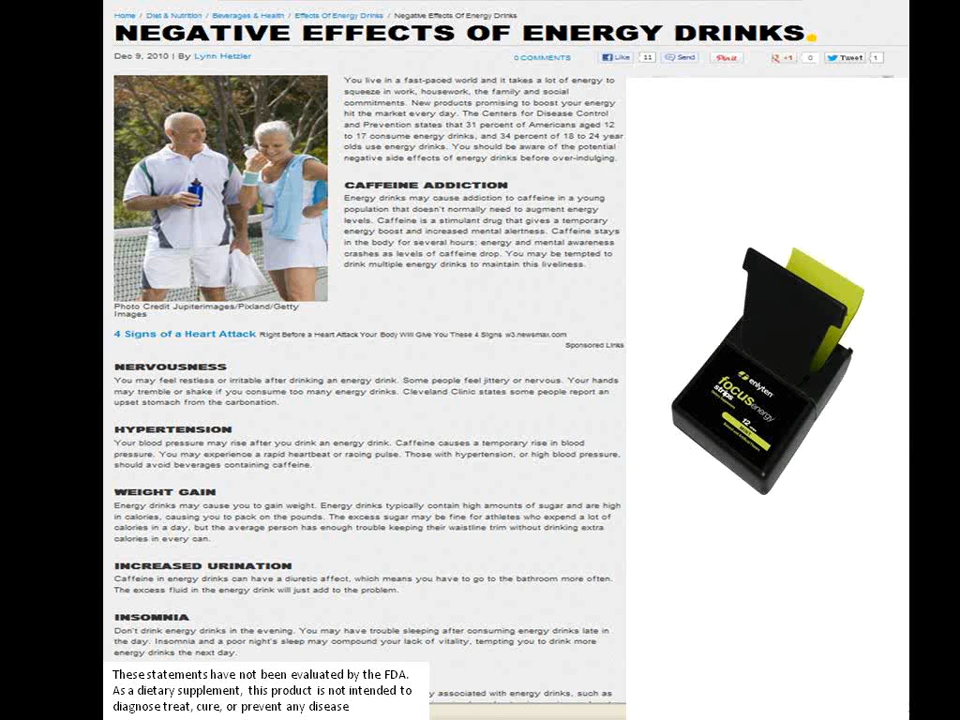 Home / Diet & Nutrition / Beverages & Health / Effects Of Energy Drinks / Negative Effects Of Energy Drinks
NEGATIVE EFFECTS OF ENERGY DRINKS.
Dec 9, 2010 | By Lynn Hetzler
0 COMMENTS
Like 11 Send Pin it +1 0 Tweet 1
You live in a fast-paced world and it takes a lot of energy to
squeeze in work, housework, the family and social
commitments. New products promising to boost your energy
hit the market every day. The Centers for Disease Control
and Prevention states that 31 percent of Americans aged 12
to 17 consume energy drinks, and 34 percent of 18 to 24 year
olds use energy drinks. You should be aware of the potential
negative side effects of energy drinks before over-indulging.
CAFFEINE ADDICTION
Energy drinks may cause addiction to caffeine in a young
population that doesn't normally need to augment energy
levels. Caffeine is a stimulant drug that gives a temporary
energy boost and increased mental alertness. Caffeine stays
in the body for several hours; energy and mental awareness
crashes as levels of caffeine drop. You may be tempted to
drink multiple energy drinks to maintain this liveliness.
Photo Credit Jupiterimages/Pixland/Getty
Images
4 Signs of a Heart Attack Right Before a Heart Attack Your Body Will Give You These 4 Signs w3.newsmax.com
Sponsored Links
NERVOUSNESS
You may feel restless or irritable after drinking an energy drink. Some people feel jittery or nervous. Your hands
may tremble or shake if you consume too many energy drinks. Cleveland Clinic states some people report an
upset stomach from the carbonation.
HYPERTENSION
Your blood pressure may rise after you drink an energy drink. Caffeine causes a temporary rise in blood
pressure. You may experience a rapid heartbeat or racing pulse. Those with hypertension, or high blood pressure,
should avoid beverages containing caffeine.
WEIGHT GAIN
Energy drinks may cause you to gain weight. Energy drinks typically contain high amounts of sugar and are high
in calories, causing you to pack on the pounds. The excess sugar may be fine for athletes who expend a lot of
calories in a day, but the average person has enough trouble keeping their waistline trim without drinking extra
calories in every can.
INCREASED URINATION
Caffeine in energy drinks can have a diuretic affect, which means you have to go to the bathroom more often.
The excess fluid in the energy drink will just add to the problem.
INSOMNIA
Don't drink energy drinks in the evening. You may have trouble sleeping after consuming energy drinks late in
the day. Insomnia and a poor night's sleep may compound your lack of vitality, tempting you to drink more
energy drinks the next day.
y associated with energy drinks, such as
These statements have not been evaluated by the FDA.
As a dietary supplement, this product is not intended to
diagnose treat, cure, or prevent any disease
enlyten
focusenergy
strips
12